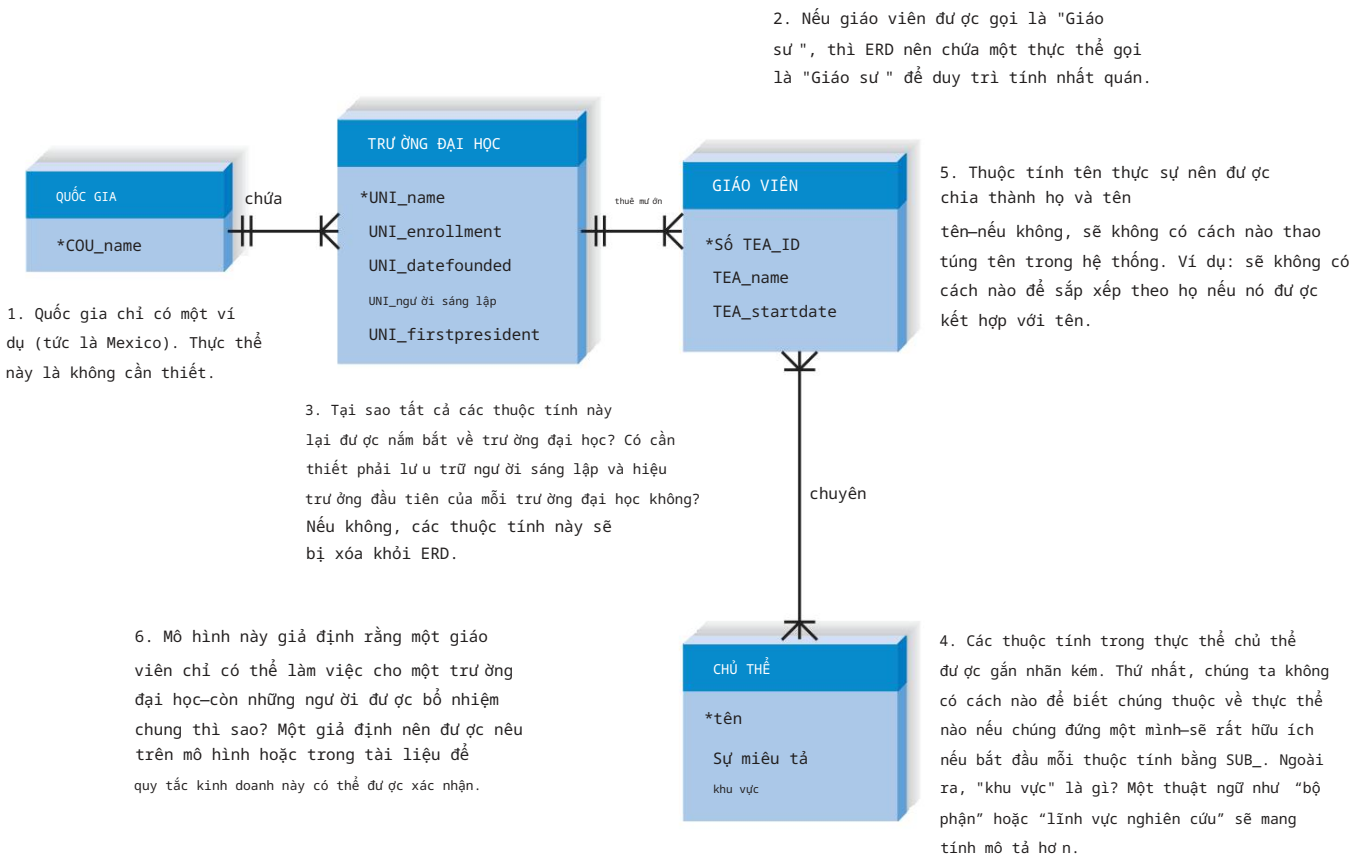 2. Nếu giáo viên được gọi là "Giáo
sư", thì ERD nên chứa một thực thể gọi
là "Giáo sư" để duy trì tính nhất quán.
TRƯỜNG ĐẠI HỌC
*UNI_name
UNI_enrollment
UNI_datefounded
UNI_người sáng lập
UNI_firstpresident
QUỐC GIA
*COU_name
chứa
thuê mướn
GIÁO VIÊN
*Số TEA_ID
TEA_name
TEA_startdate
5. Thuộc tính tên thực sự nên được
chia thành họ và tên
tên—nếu không, sẽ không có cách nào thao
túng tên trong hệ thống. Ví dụ: sẽ không có
cách nào để sắp xếp theo họ nếu nó được
kết hợp với tên.
1. Quốc gia chỉ có một ví
dụ (tức là Mexico). Thực thể
này là không cần thiết.
3. Tại sao tất cả các thuộc tính này
lại được nắm bắt về trường đại học? Có cần
thiết phải lưu trữ người sáng lập và hiệu
trưởng đầu tiên của mỗi trường đại học không?
Nếu không, các thuộc tính này sẽ
bị xóa khỏi ERD.
chuyên
6. Mô hình này giả định rằng một giáo
viên chỉ có thể làm việc cho một trường
đại học—còn những người được bổ nhiệm
chung thì sao? Một giả định nên được nêu
trên mô hình hoặc trong tài liệu để
quy tắc kinh doanh này có thể được xác nhận.
CHỦ THỂ
*tên
Sự miêu tả
khu vực
4. Các thuộc tính trong thực thể chủ thể
được gắn nhãn kém. Thứ nhất, chúng ta không
có cách nào để biết chúng thuộc về thực thể
nào nếu chúng đứng một mình—sẽ rất hữu ích
nếu bắt đầu mỗi thuộc tính bằng SUB_. Ngoài
ra, "khu vực" là gì? Một thuật ngữ như “bộ
phận” hoặc “lĩnh vực nghiên cứu” sẽ mang
tính mô tả hơn.